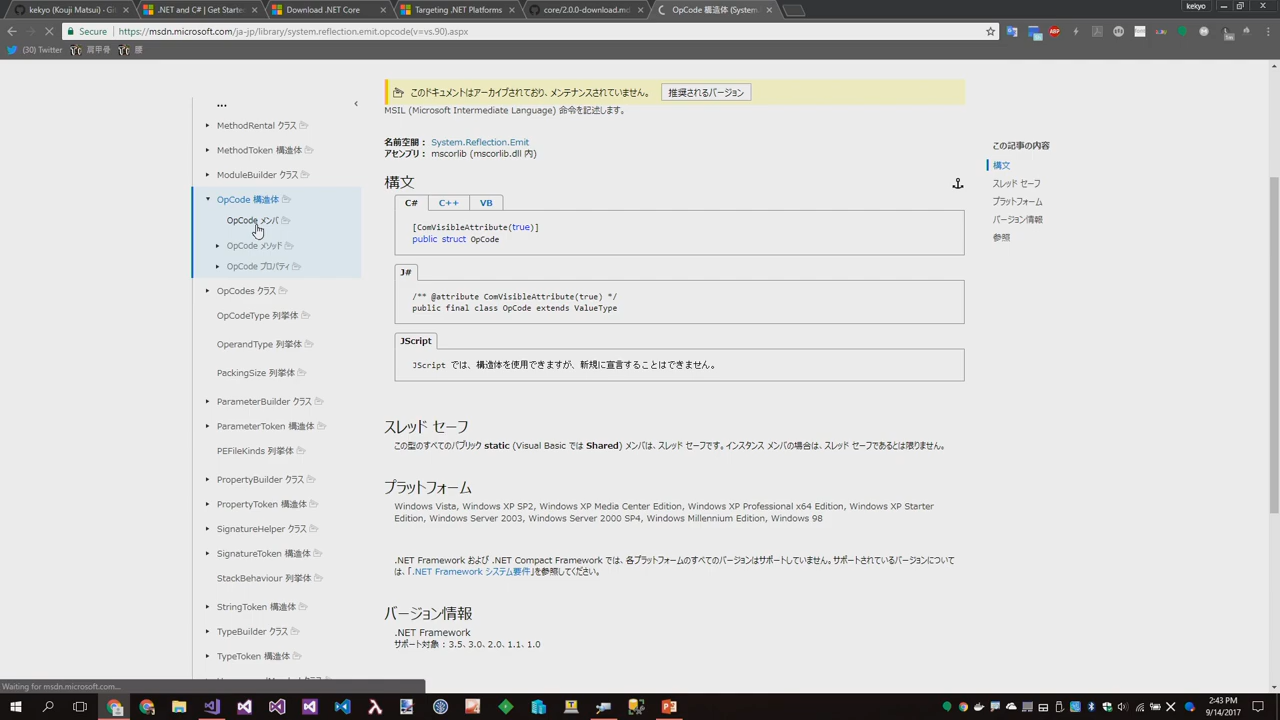 kekyo (Kouji Matsui) · Gi
.NET and C# | Get Starte
Download .NET Core
Targeting .NET Platforms
core/2.0.0-download.m
OpCode 構造体 (System.
kekyo
Secure
https://msdn.microsoft.com/ja-jp/library/system.reflection.emit.opcode(v=vs.90).aspx
(30) Twitter
肩甲骨
腰
このドキュメントはアーカイブされており、メンテナンスされていません。
推奨されるバージョン
...
MSIL (Microsoft Intermediate Language) 命令を記述します。
MethodRental クラス
MethodToken 構造体
ModuleBuilder クラス
OpCode 構造体
OpCode メンバ
OpCode メソッド
OpCode プロパティ
OpCodes クラス
OpCodeType 列挙体
OperandType 列挙体
PackingSize 列挙体
ParameterBuilder クラス
ParameterToken 構造体
PEFileKinds 列挙体
PropertyBuilder クラス
PropertyToken 構造体
SignatureHelper クラス
SignatureToken 構造体
StackBehaviour 列挙体
StringToken 構造体
TypeBuilder クラス
TypeToken 構造体
名前空間 : System.Reflection.Emit
アセンブリ : mscorlib (mscorlib.dll 内)
構文
C#
C++
VB
[ComVisibleAttribute(true)]
public struct OpCode
J#
/** @attribute ComVisibleAttribute(true) */
public final class OpCode extends ValueType
JScript
JScript では、構造体を使用できますが、新規に宣言することはできません。
スレッド セーフ
この型のすべてのパブリック static (Visual Basic では Shared) メンバは、スレッド セーフです。インスタンス メンバの場合は、スレッド セーフであるとは限りません。
プラットフォーム
Windows Vista, Windows XP SP2, Windows XP Media Center Edition, Windows XP Professional x64 Edition, Windows XP Starter
Edition, Windows Server 2003, Windows Server 2000 SP4, Windows Millennium Edition, Windows 98
.NET Framework および .NET Compact Framework では、各プラットフォームのすべてのバージョンはサポートしていません。サポートされているバージョンについて
は、「.NET Framework システム要件」を参照してください。
バージョン情報
.NET Framework
サポート対象 : 3.5、3.0、2.0、1.1、1.0
この記事の内容
構文
スレッド セーフ
プラットフォーム
バージョン情報
参照
Waiting for msdn.microsoft.com...
2:43 PM
9/14/2017